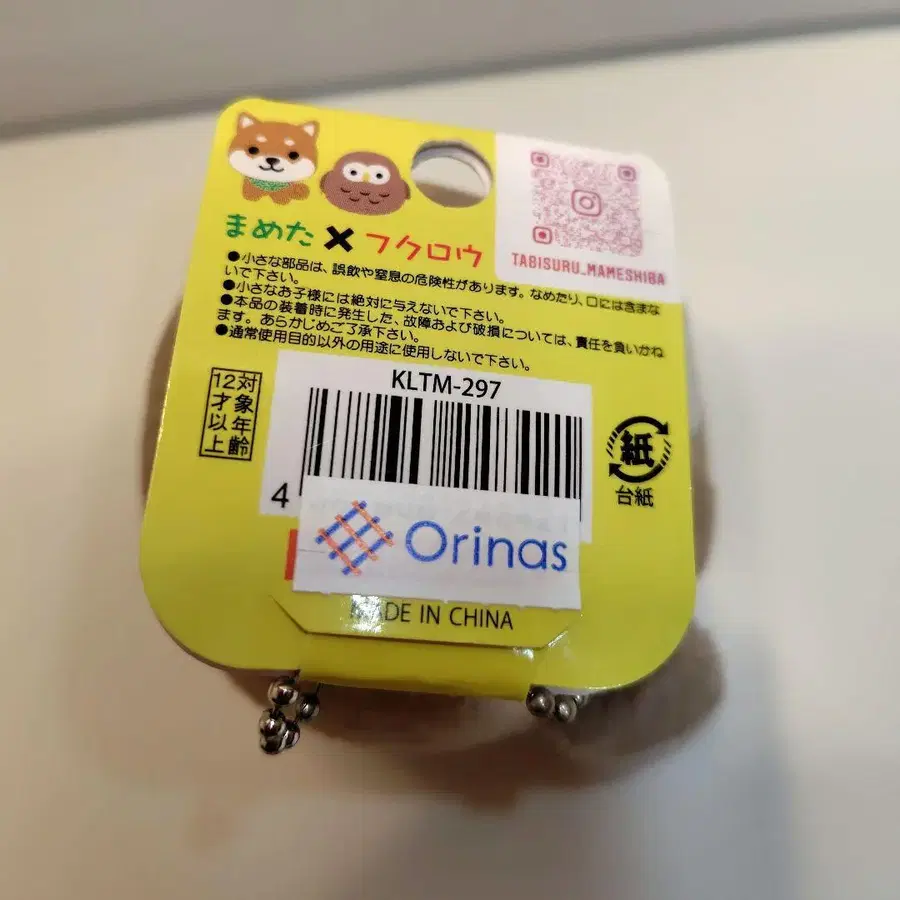 まめた×フクロウ
TABISURU_MAMESHIBA
●小さな部品は、誤飲や窒息の危険性があります。なめたり、口には含まな
いで下さい。
●小さなお子様には絶対に与えないで下さい。
●本品の装着時に発生した、故障および破損については、責任を負いかね
ます。あらかじめご了承下さい。
●通常使用目的以外の用途に使用しないで下さい。
対象年齢
12才以上
KLTM-297
4
紙
台紙
Orinas
MADE IN CHINA